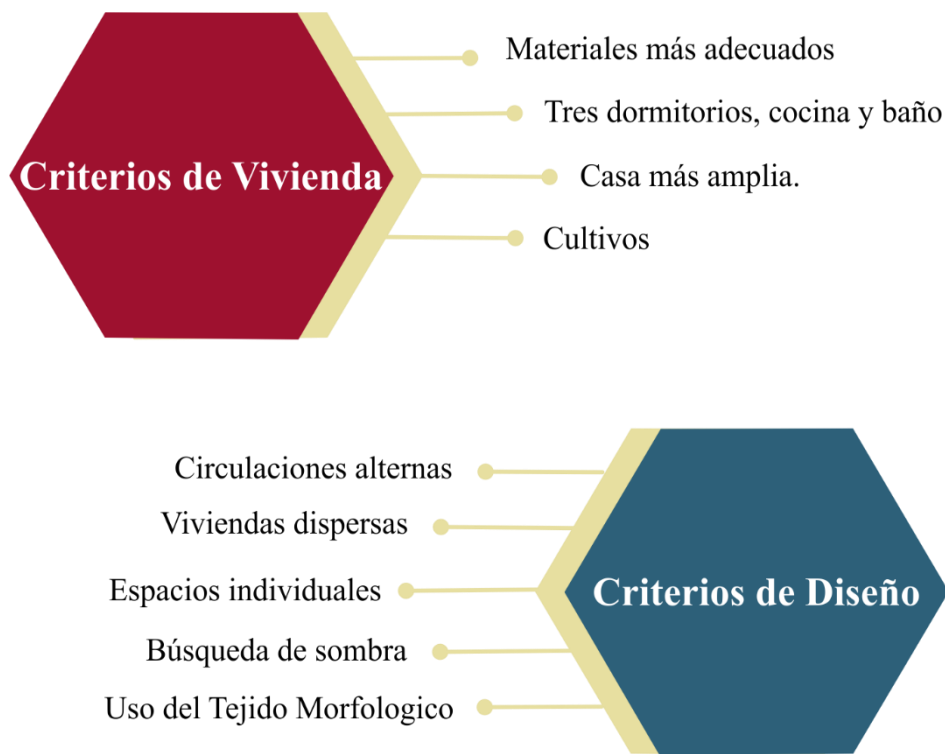 Criterios de Vivienda
Materiales más adecuados
Tres dormitorios, cocina y baño
Casa más amplia.
Cultivos
Criterios de Diseño
Circulaciones alternas
Viviendas dispersas
Espacios individuales
Búsqueda de sombra
Uso del Tejido Morfologico